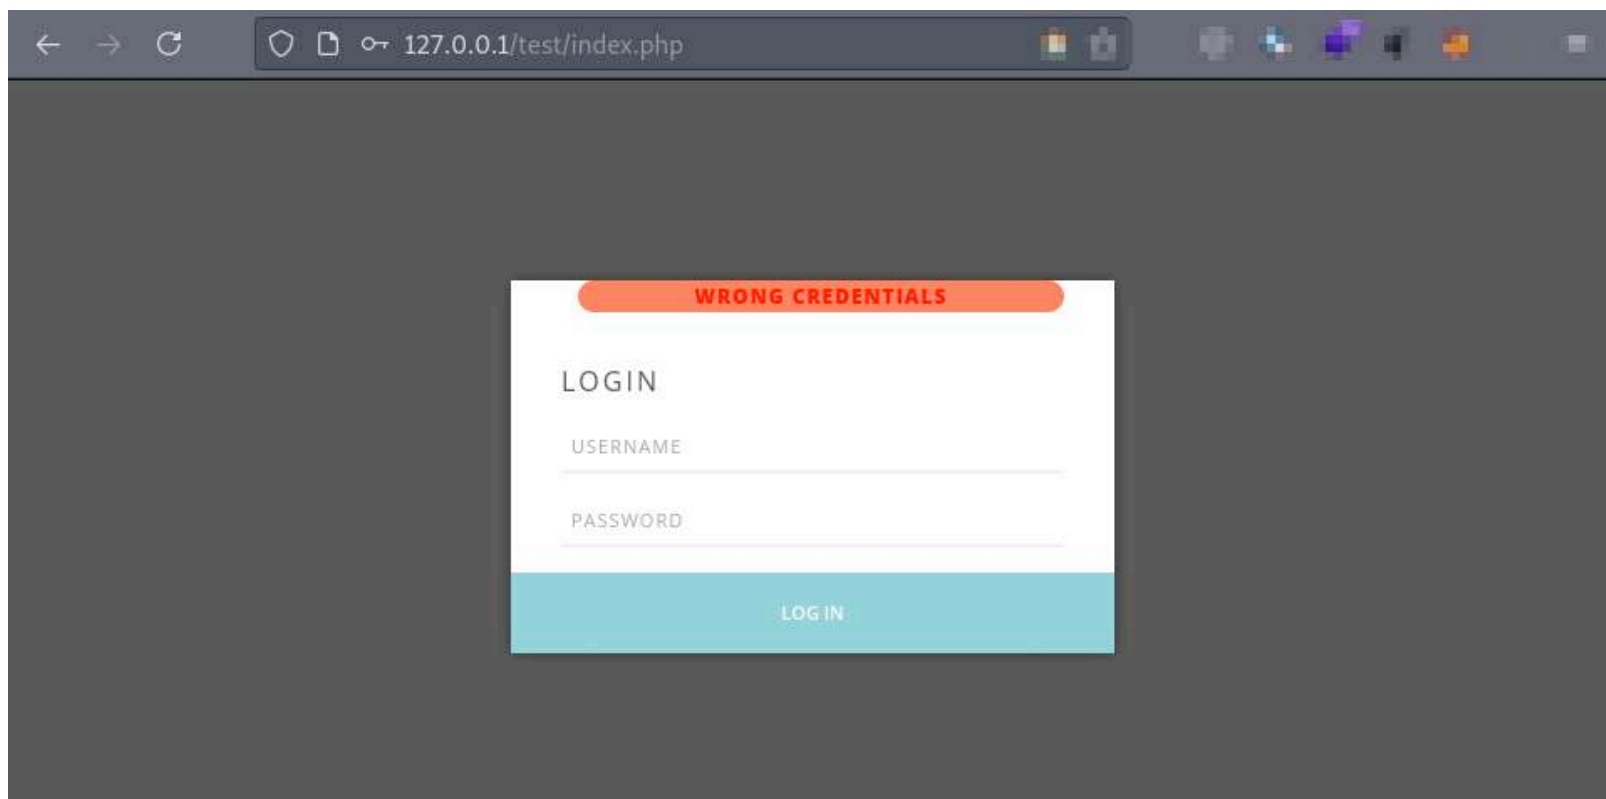 127.0.0.1/test/index.php
WRONG CREDENTIALS
LOGIN
USERNAME
PASSWORD
LOG IN